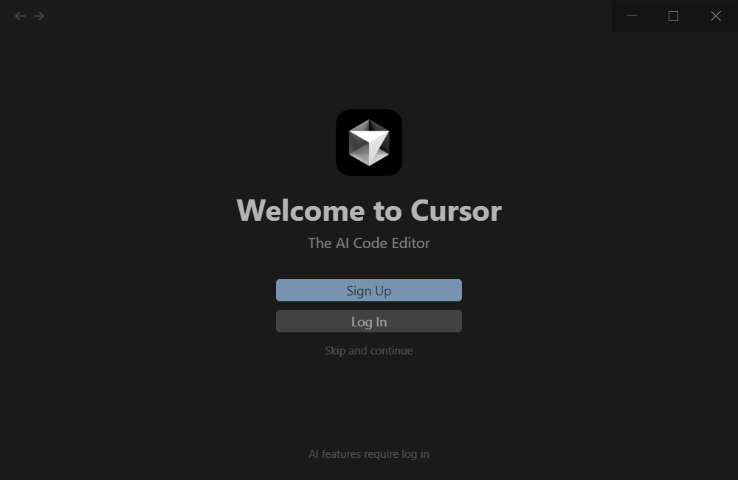 Welcome to Cursor
The AI Code Editor
Sign Up
Log In
Skip and continue
AI features require log in